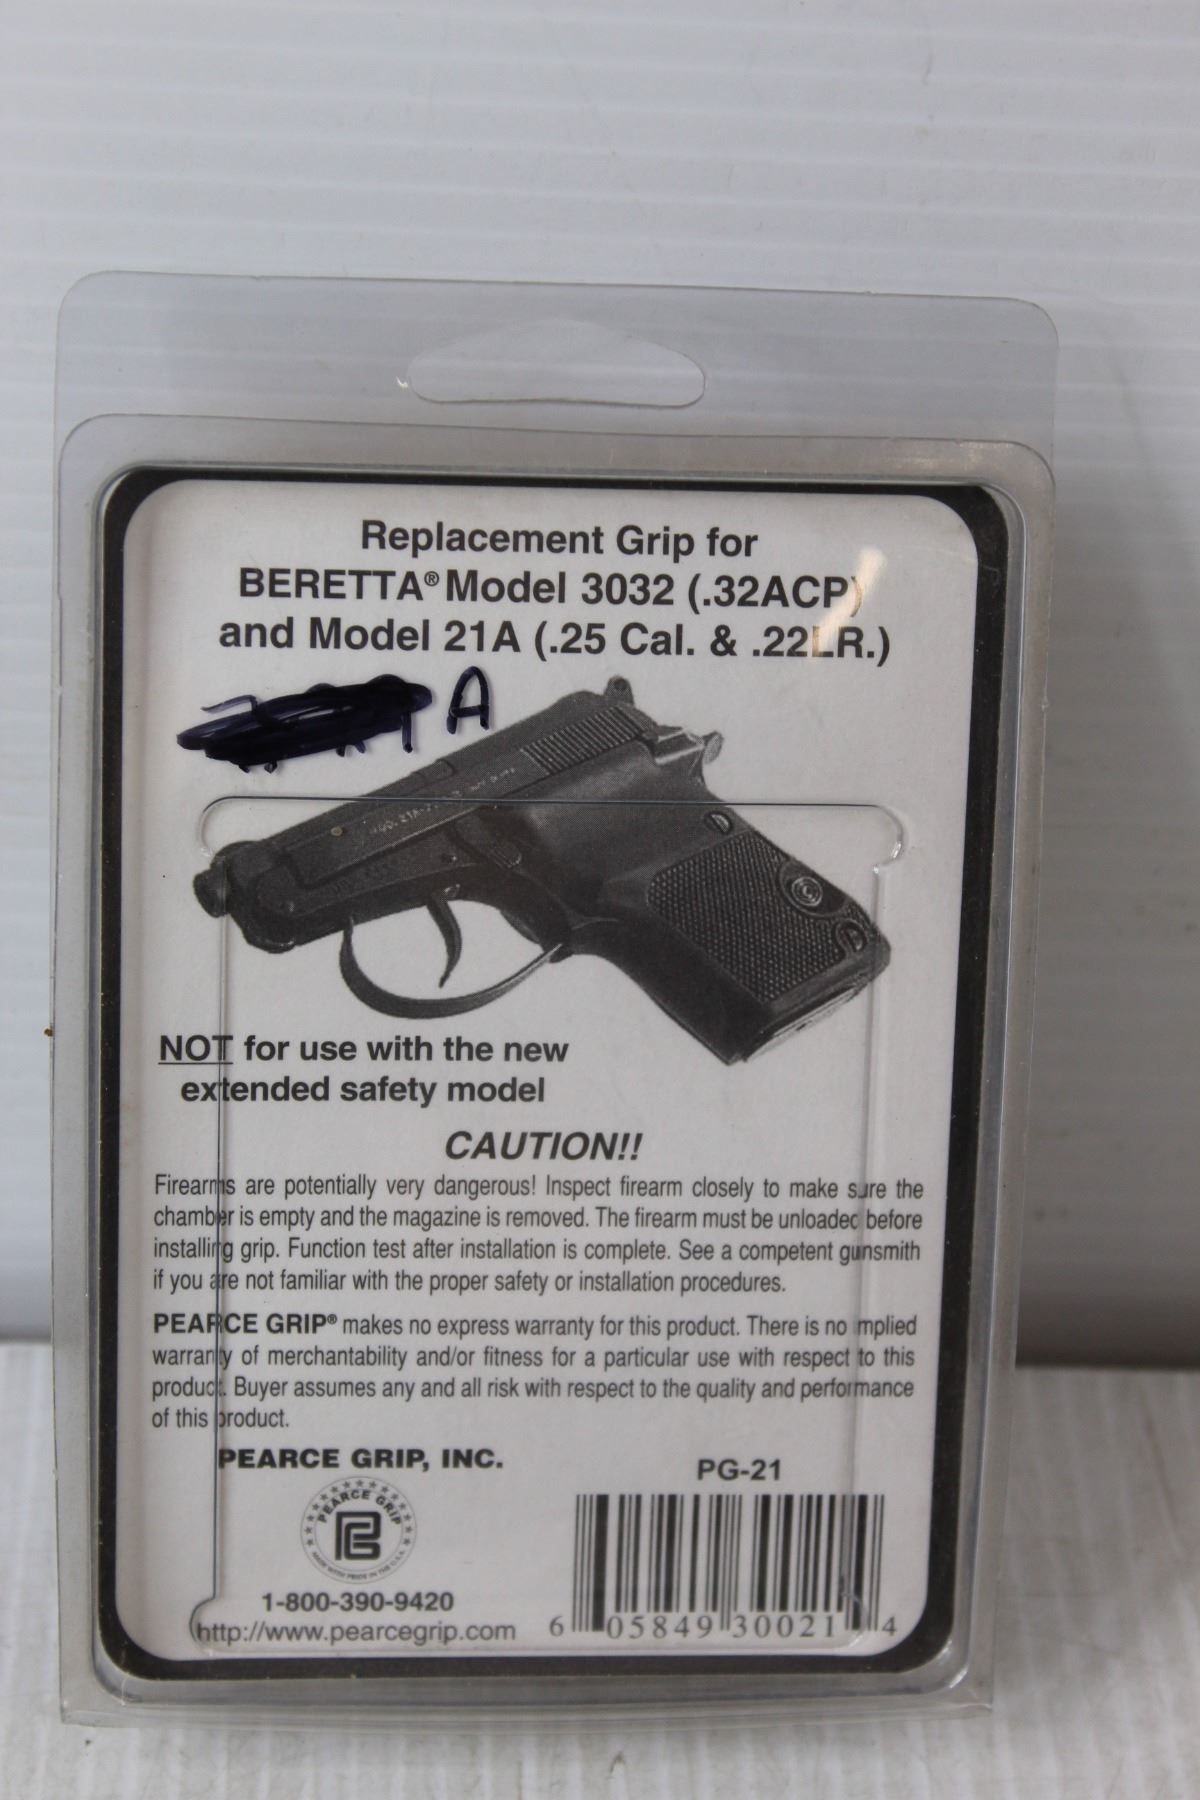 Replacement Grip for
BERETTA® Model 3032 (.32ACP)
and Model 21A (.25 Cal. & .22LR.)
A
NOT for use with the new
extended safety model
CAUTION!!
Firearms are potentially very dangerous! Inspect firearm closely to make sure the
chamber is empty and the magazine is removed. The firearm must be unloaded before
installing grip. Function test after installation is complete. See a competent gunsmith
if you are not familiar with the proper safety or installation procedures.
PEARCE GRIP® makes no express warranty for this product. There is no implied
warranty of merchantability and/or fitness for a particular use with respect to this
product. Buyer assumes any and all risk with respect to the quality and performance
of this product.
PEARCE GRIP, INC.
PG-21
PEARCE GRIP
MADE WITH PRIDE IN THE U.S.A.
1-800-390-9420
http://www.pearcegrip.com
6 05849 30021 4